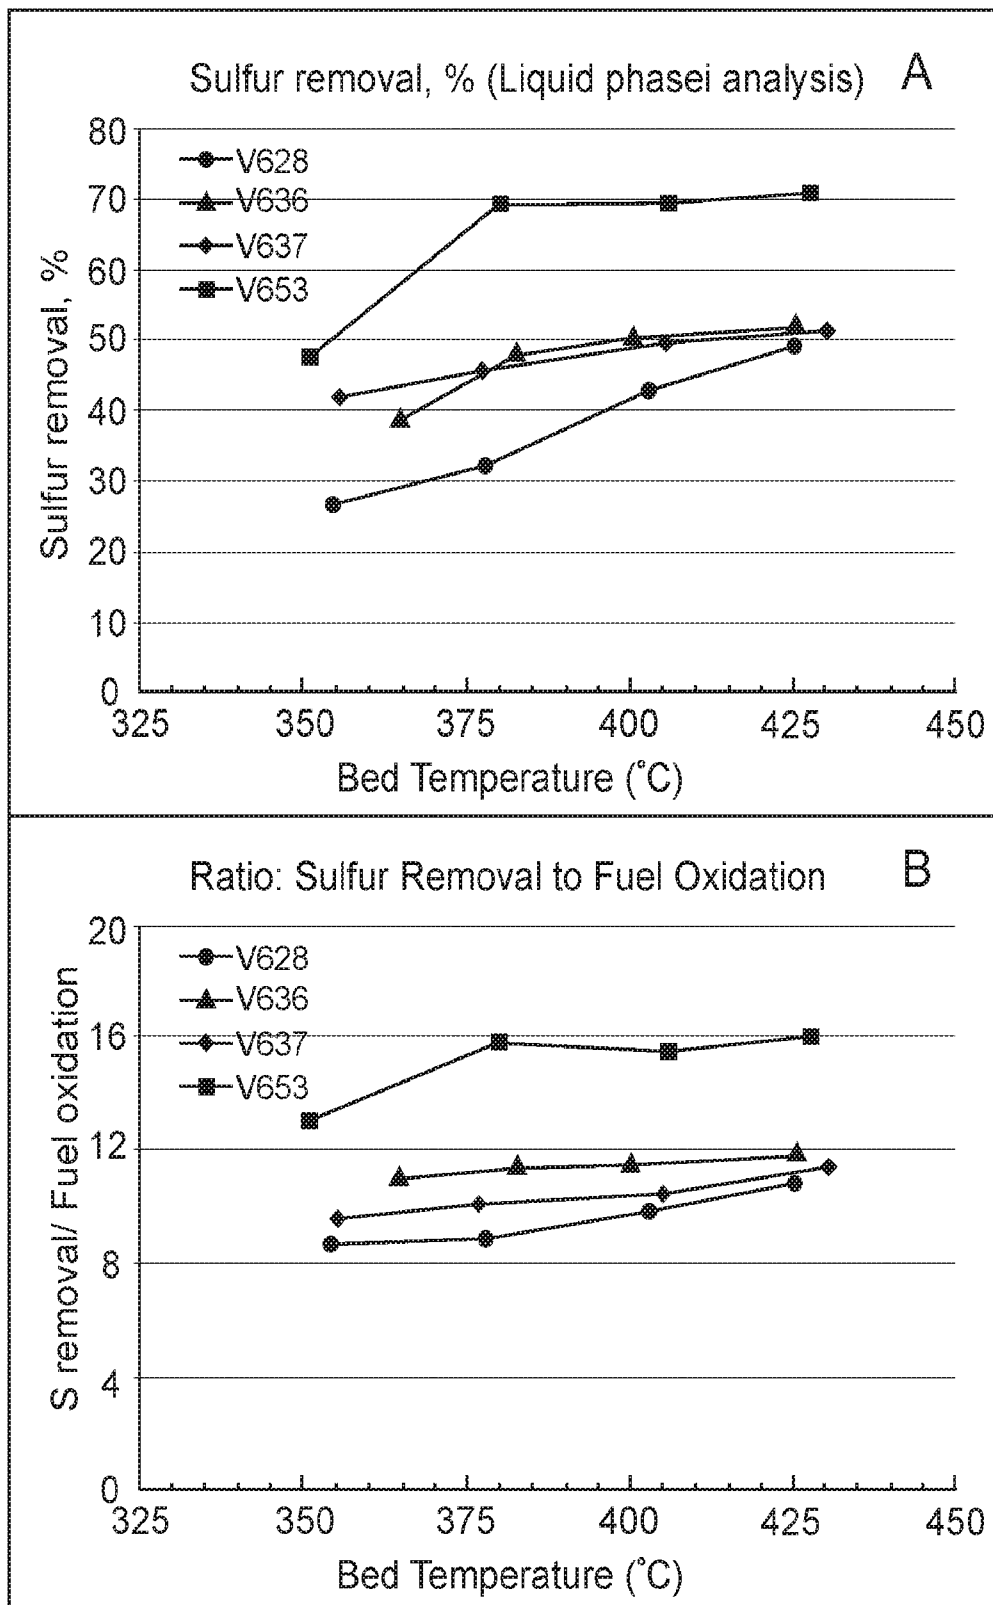 Sulfur removal, % (Liquid phasei analysis)
A
Sulfur removal, %
80
70
60
50
40
30
20
10
0
V628
V636
V637
V653
325 350 375 400 425 450
Bed Temperature (°C)
Ratio: Sulfur Removal to Fuel Oxidation
B
S removal/ Fuel oxidation
20
16
12
8
4
0
V628
V636
V637
V653
325 350 375 400 425 450
Bed Temperature (°C)